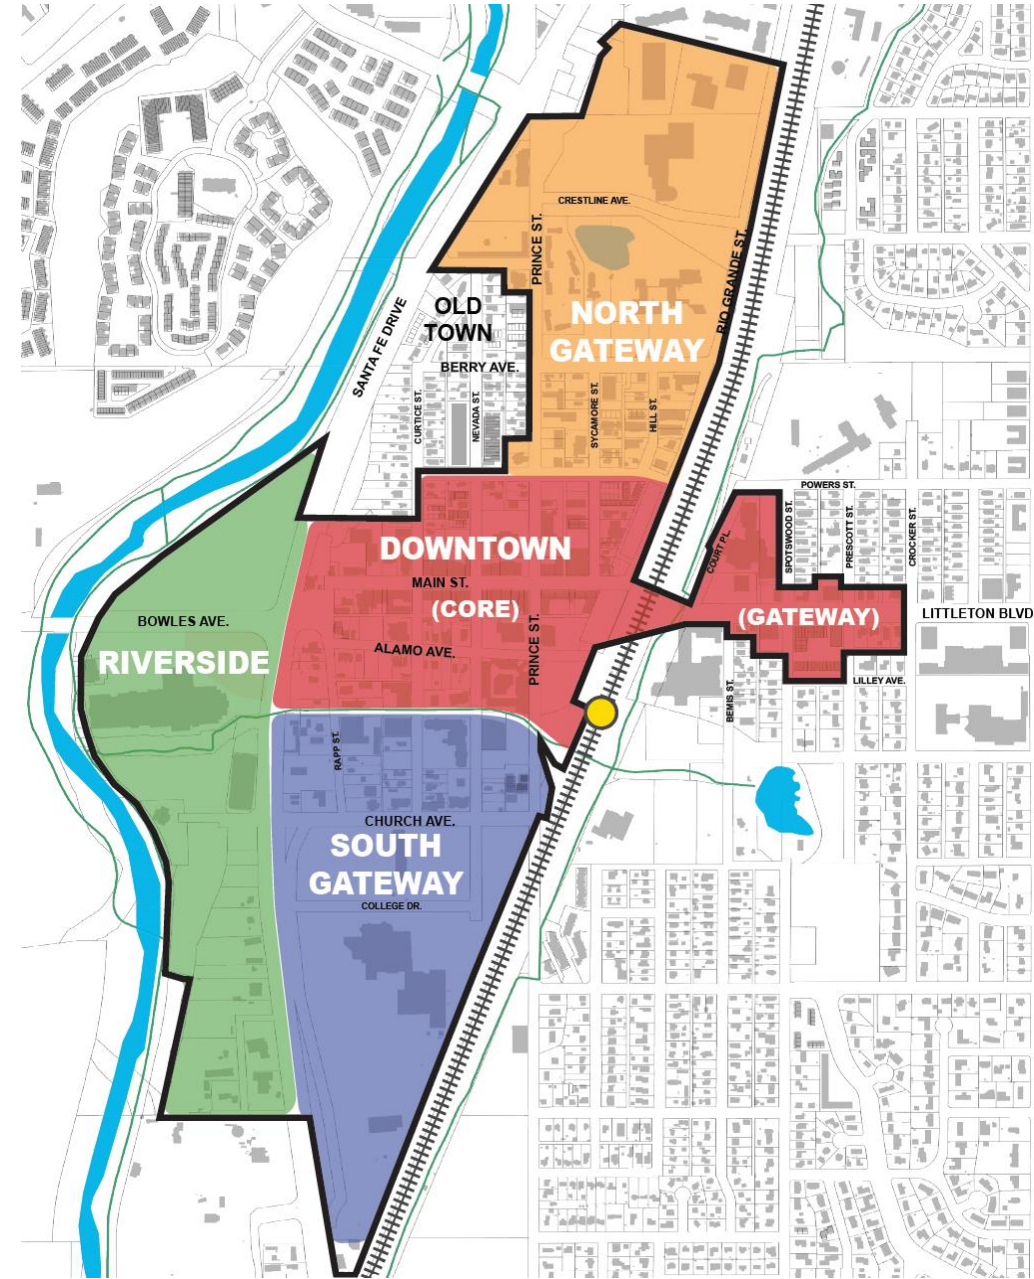 CRESTLINE AVE.
PRINCE ST.
RIO GRANDE ST.
OLD
TOWN
NORTH
GATEWAY
SANTA FE DRIVE
BERRY AVE.
CURTICE ST.
NEVADA ST.
SYCAMORE ST.
HILL ST.
POWERS ST.
SPOTSWOOD ST.
PRESCOTT ST.
CROCKER ST.
COURT PL.
DOWNTOWN
MAIN ST.
(CORE)
(GATEWAY)
LITTLETON BLVD
BOWLES AVE.
ALAMO AVE.
PRINCE ST.
RIVERSIDE
LILLEY AVE.
BEMIS ST.
RAPP ST.
CHURCH AVE.
SOUTH
GATEWAY
COLLEGE DR.